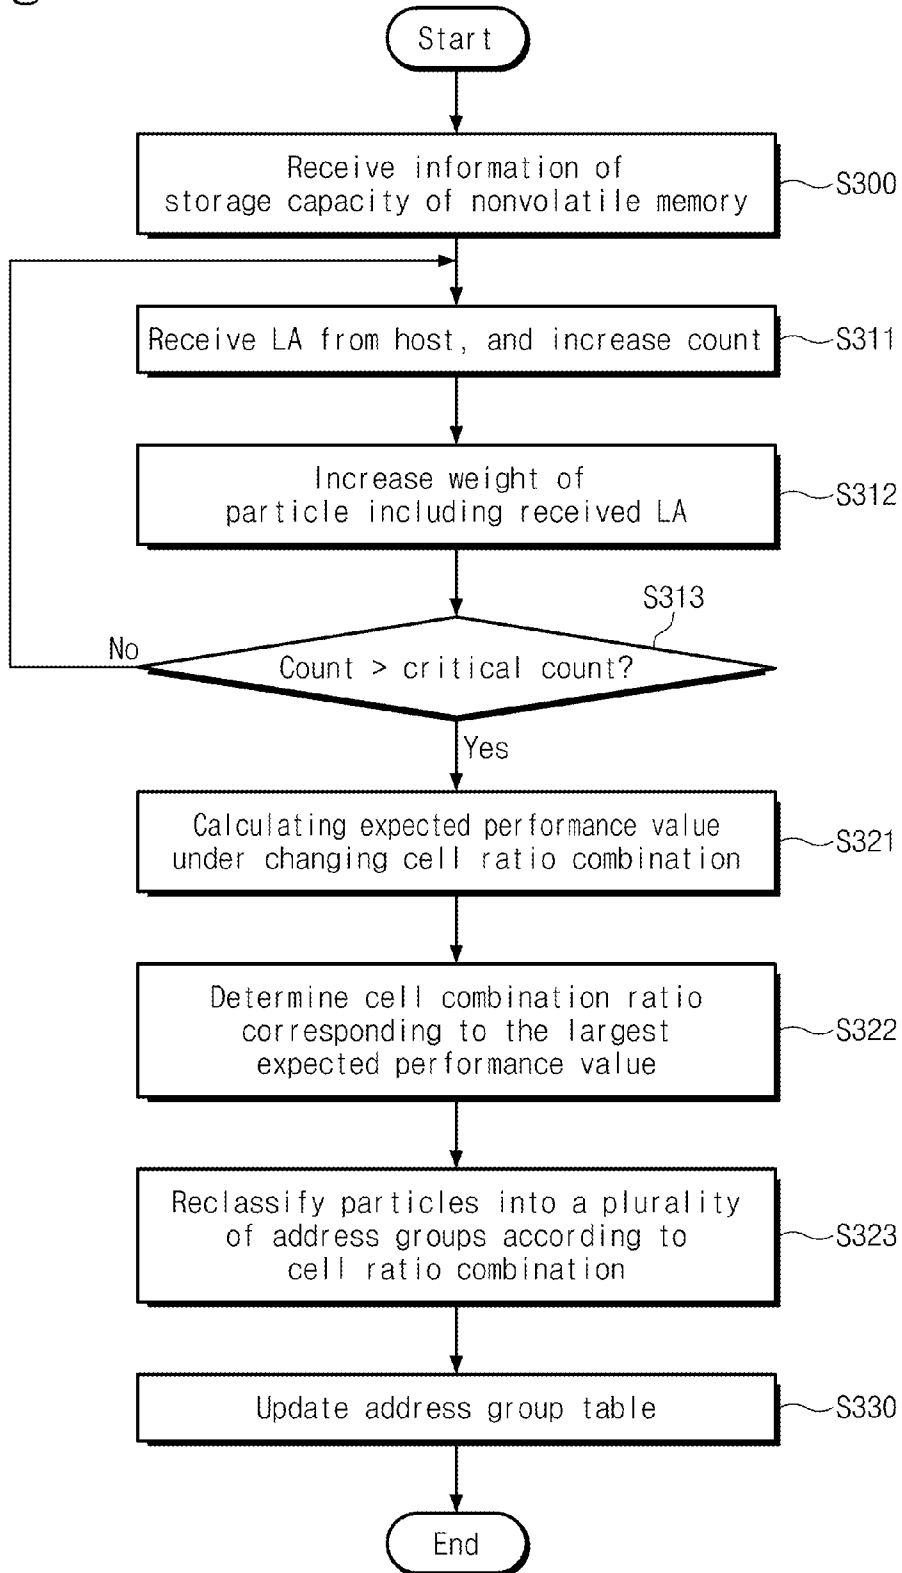 Start
Receive information of
storage capacity of nonvolatile memory
S300
Receive LA from host, and increase count
S311
Increase weight of
particle including received LA
S312
S313
No
Count > critical count?
Yes
Calculating expected performance value
under changing cell ratio combination
S321
Determine cell combination ratio
corresponding to the largest
expected performance value
S322
Reclassify particles into a plurality
of address groups according to
cell ratio combination
S323
Update address group table
S330
End